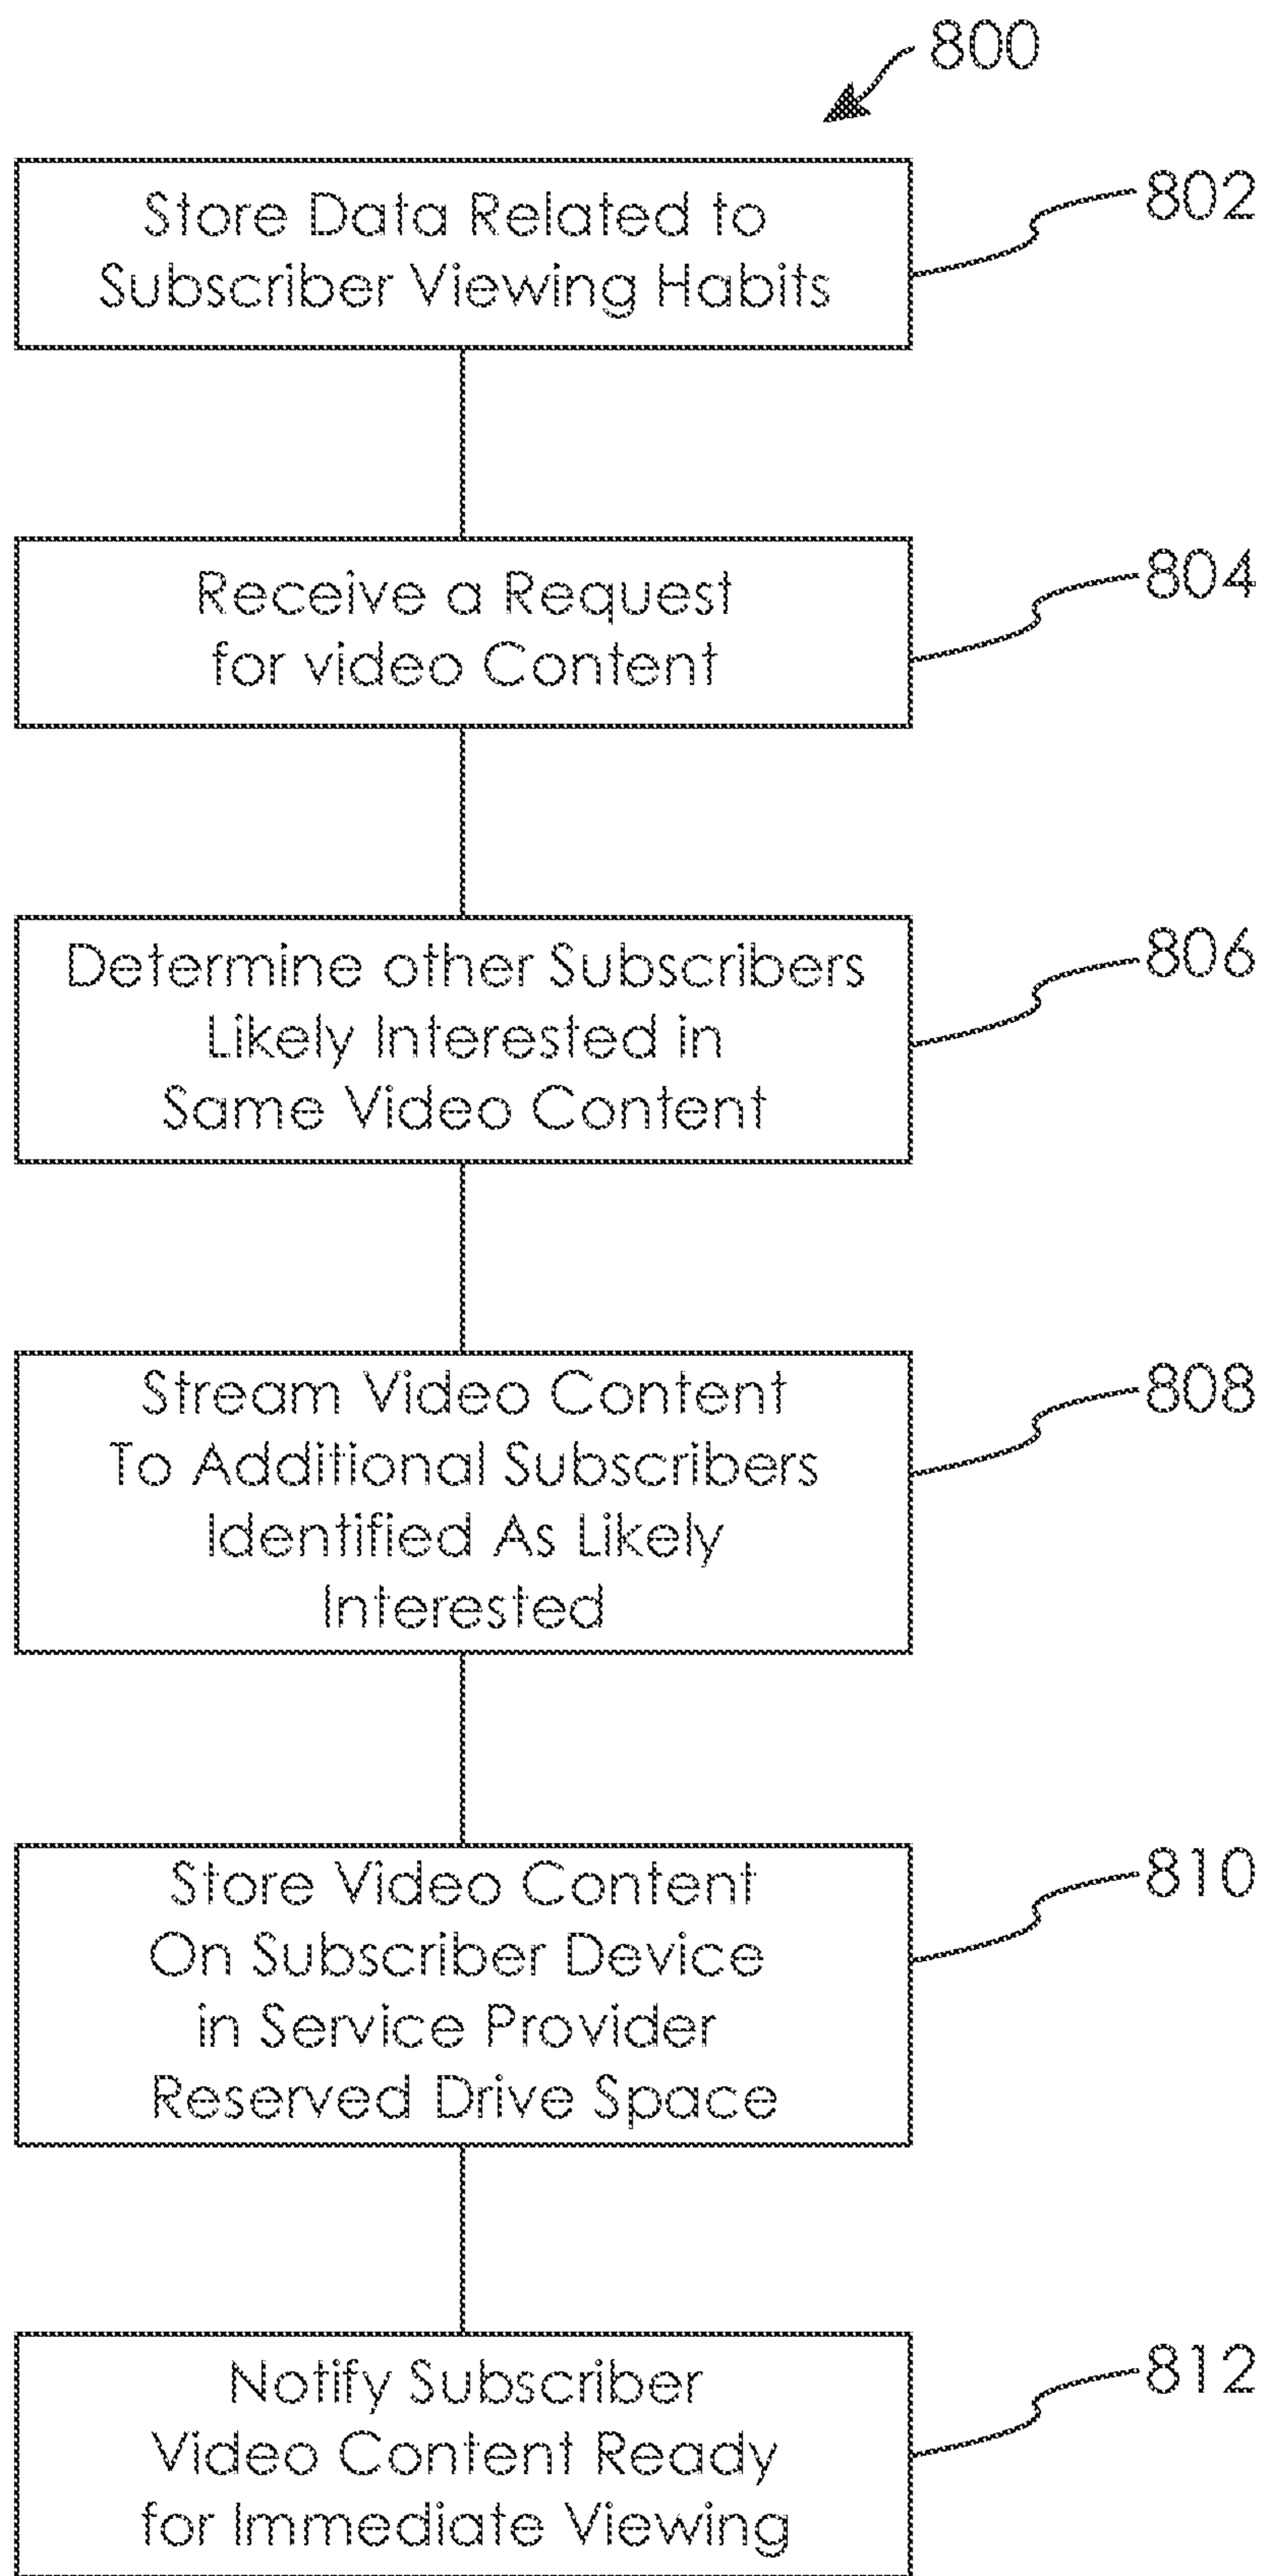 800
Store Data Related to
Subscriber Viewing Habits
802
Receive a Request
for video Content
804
Determine other Subscribers
Likely Interested in
Same Video Content
806
Stream Video Content
To Additional Subscribers
Identified As Likely
Interested
808
Store Video Content
On Subscriber Device
in Service Provider
Reserved Drive Space
810
Notify Subscriber
Video Content Ready
for Immediate Viewing
812